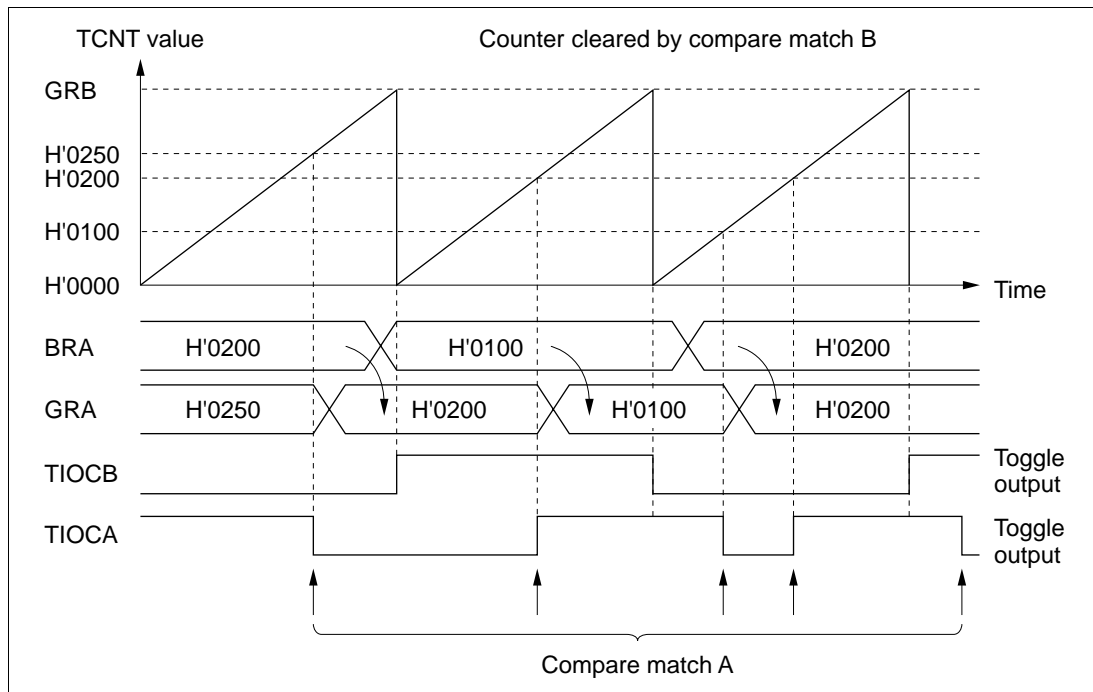 TCNT value
Counter cleared by compare match B
GRB
H'0250
H'0200
H'0100
H'0000
Time
BRA
H'0200
H'0100
H'0200
GRA
H'0250
H'0200
H'0100
H'0200
TIOCB
Toggle
output
TIOCA
Toggle
output
Compare match A